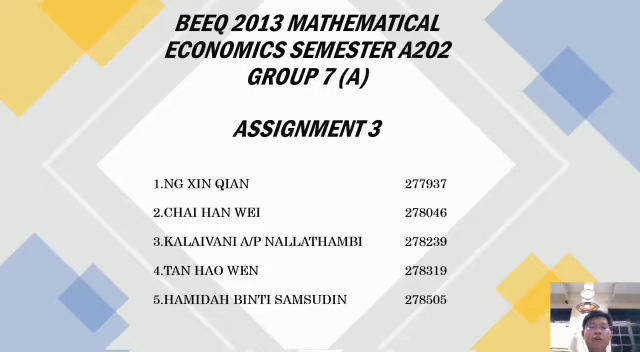 BEEQ 2013 MATHEMATICAL
ECONOMICS SEMESTER A202
GROUP 7 (A)
ASSIGNMENT 3
1.NG XIN QIAN 277937
2.CHAI HAN WEI 278046
3.KALAIVANI A/P NALLATHAMBI 278239
4.TAN HAO WEN 278319
5.HAMIDAH BINTI SAMSUDIN 278505